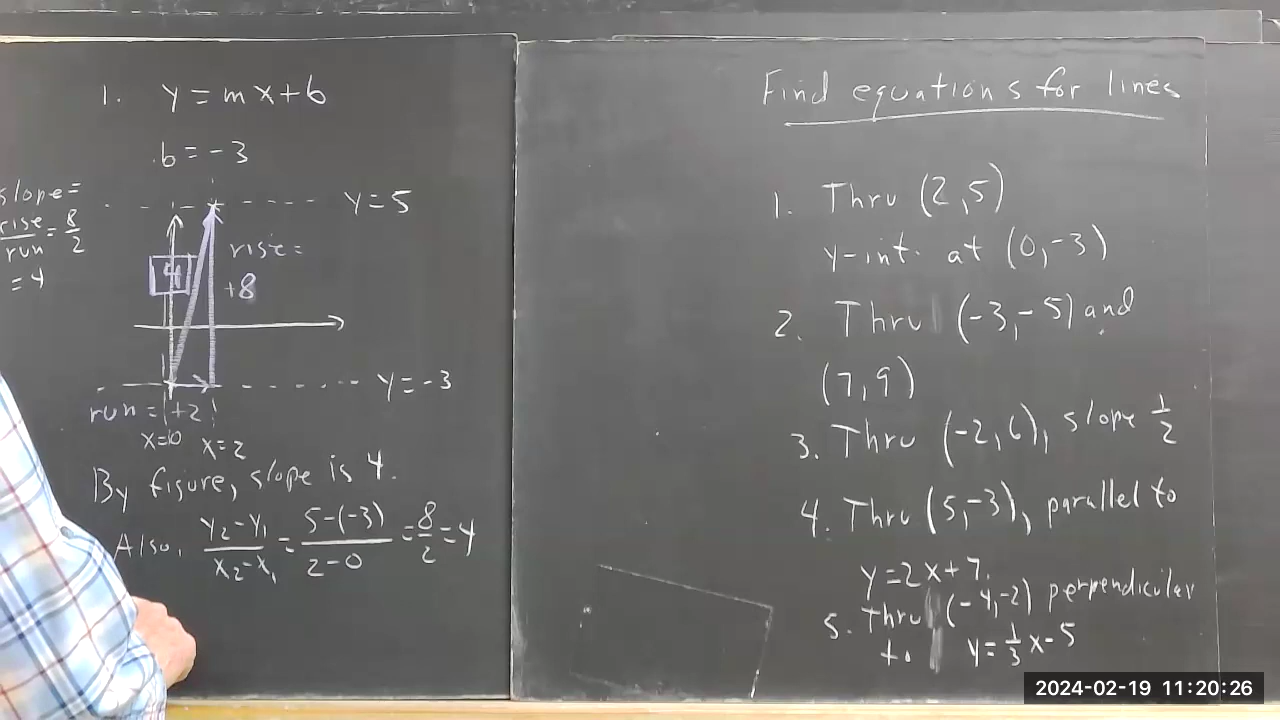 1. y = mx+b
b = -3
slope =
rise/run = 8/2
= 4
y = 5
rise =
+8
4
y = -3
run = +2
x=0 x=2
By figure, slope is 4.
Also, y₂-y₁/x₂-x₁ = 5-(-3)/2-0 = 8/2 = 4
Find equations for lines
1. Thru (2,5)
y-int. at (0,-3)
2. Thru (-3,-5) and
(7,9)
3. Thru (-2,6), slope 1/2
4. Thru (5,-3), parallel to
y=2x+7.
5. Thru (-4,-2) perpendicular
to y=1/3x-5
2024-02-19 11:20:26